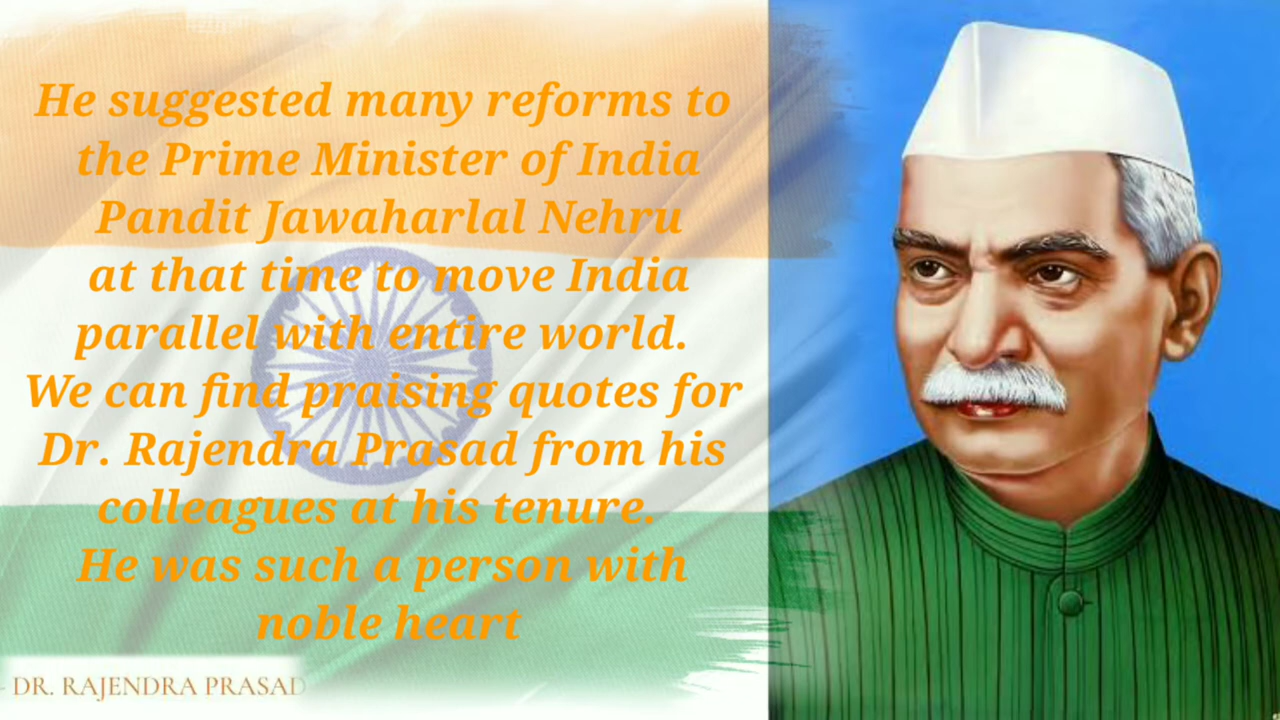 He suggested many reforms to
the Prime Minister of India
Pandit Jawaharlal Nehru
at that time to move India
parallel with entire world.
We can find praising quotes for
Dr. Rajendra Prasad from his
colleagues at his tenure.
He was such a person with
noble heart
- DR. RAJENDRA PRASAD